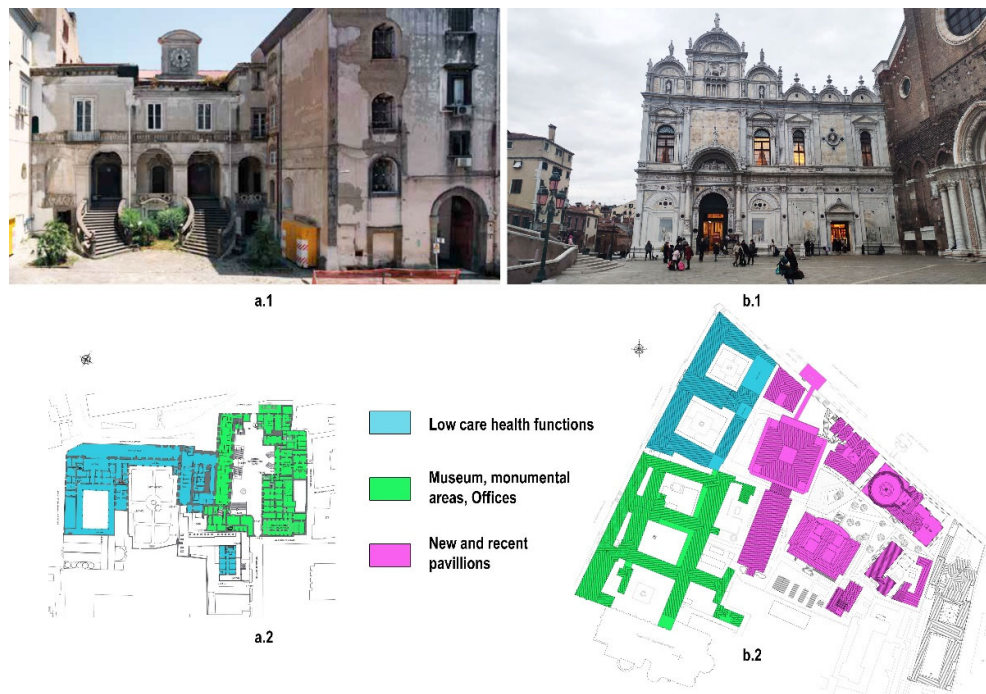 a.1
b.1
Low care health functions
Museum, monumental
areas, Offices
New and recent
pavillions
a.2
b.2